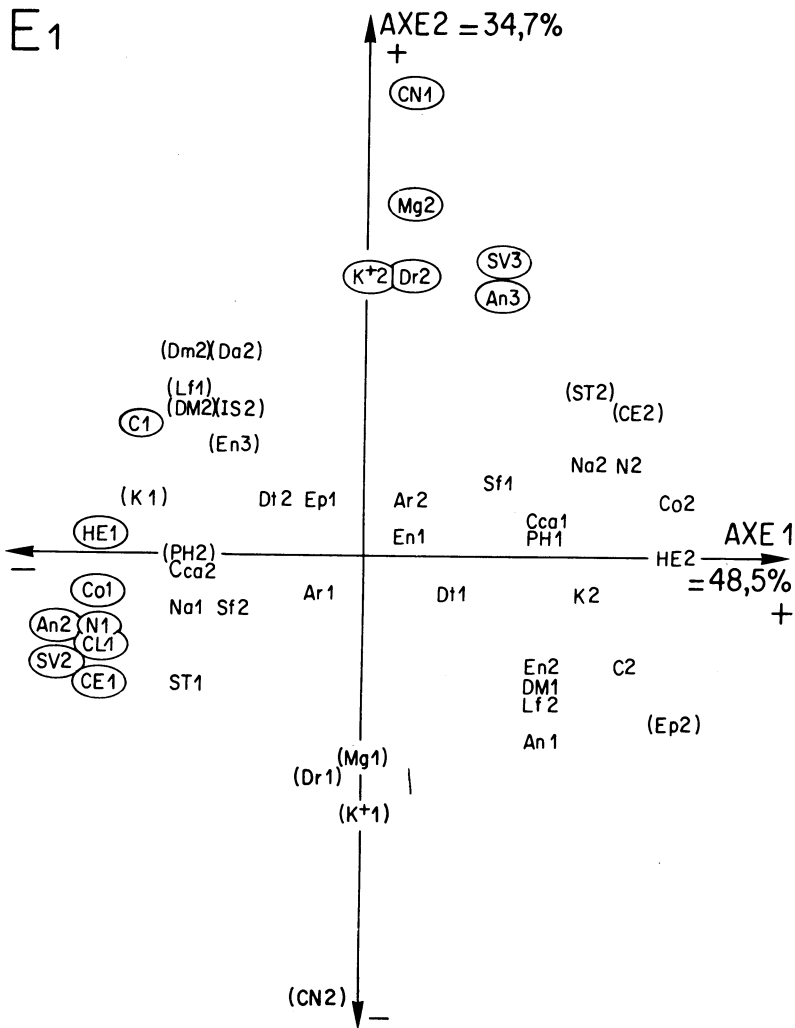 E1
AXE2 = 34,7%
+
CN1
Mg2
K+2 Dr2
SV3
An3
(Dm2)(Da2)
(Lf1)
(DM2)(IS2)
C1
(En3)
(ST2)
(CE2)
Na2 N2
Sf1
Co2
(K1)
Dt2 Ep1
Ar2
En1
Cca1
PH1
HE1
(PH2)
Cca2
AXE1
HE2
= 48,5%
−
+
Co1
Na1 Sf2
Ar1
Dt1
K2
An2 N1
CL1
SV2
CE1
ST1
En2
DM1
Lf2
An1
C2
(Ep2)
(Mg1)
(Dr1)
(K+1)
(CN2)
−